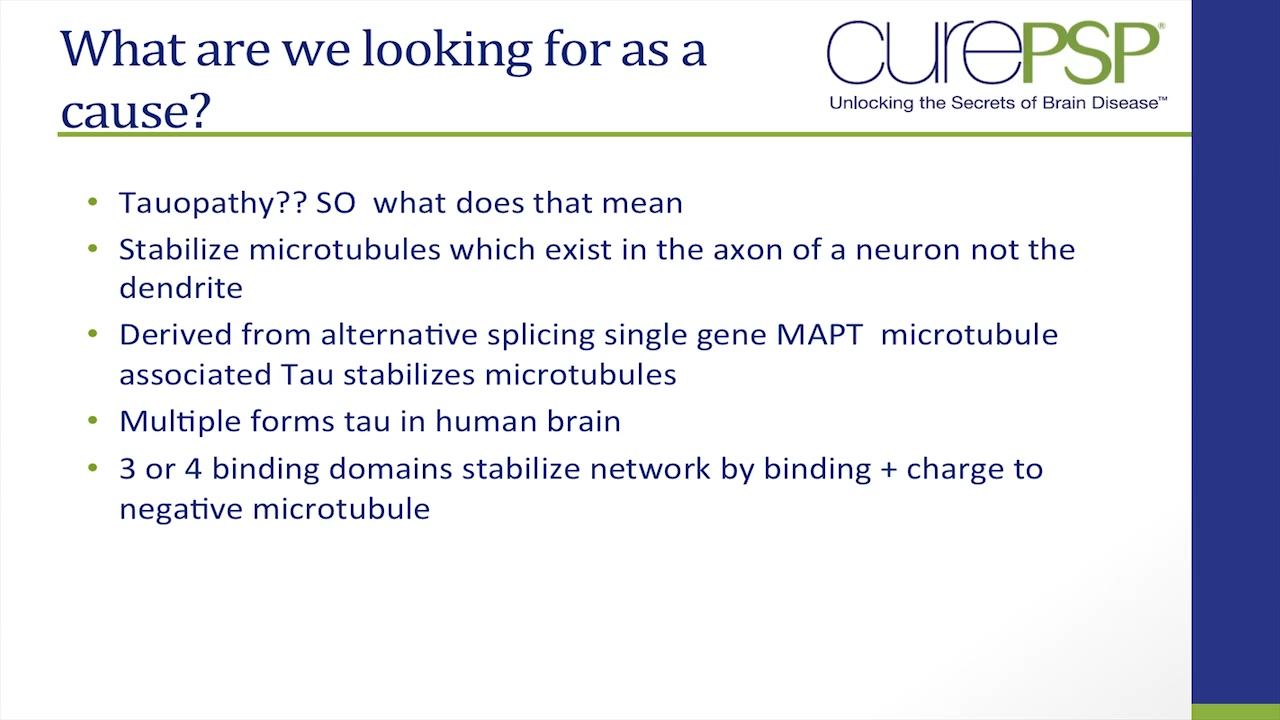 What are we looking for as a
cause?
curePSP®
Unlocking the Secrets of Brain Disease™
• Tauopathy?? SO  what does that mean
• Stabilize microtubules which exist in the axon of a neuron not the
dendrite
• Derived from alternative splicing single gene MAPT  microtubule
associated Tau stabilizes microtubules
• Multiple forms tau in human brain
• 3 or 4 binding domains stabilize network by binding + charge to
negative microtubule